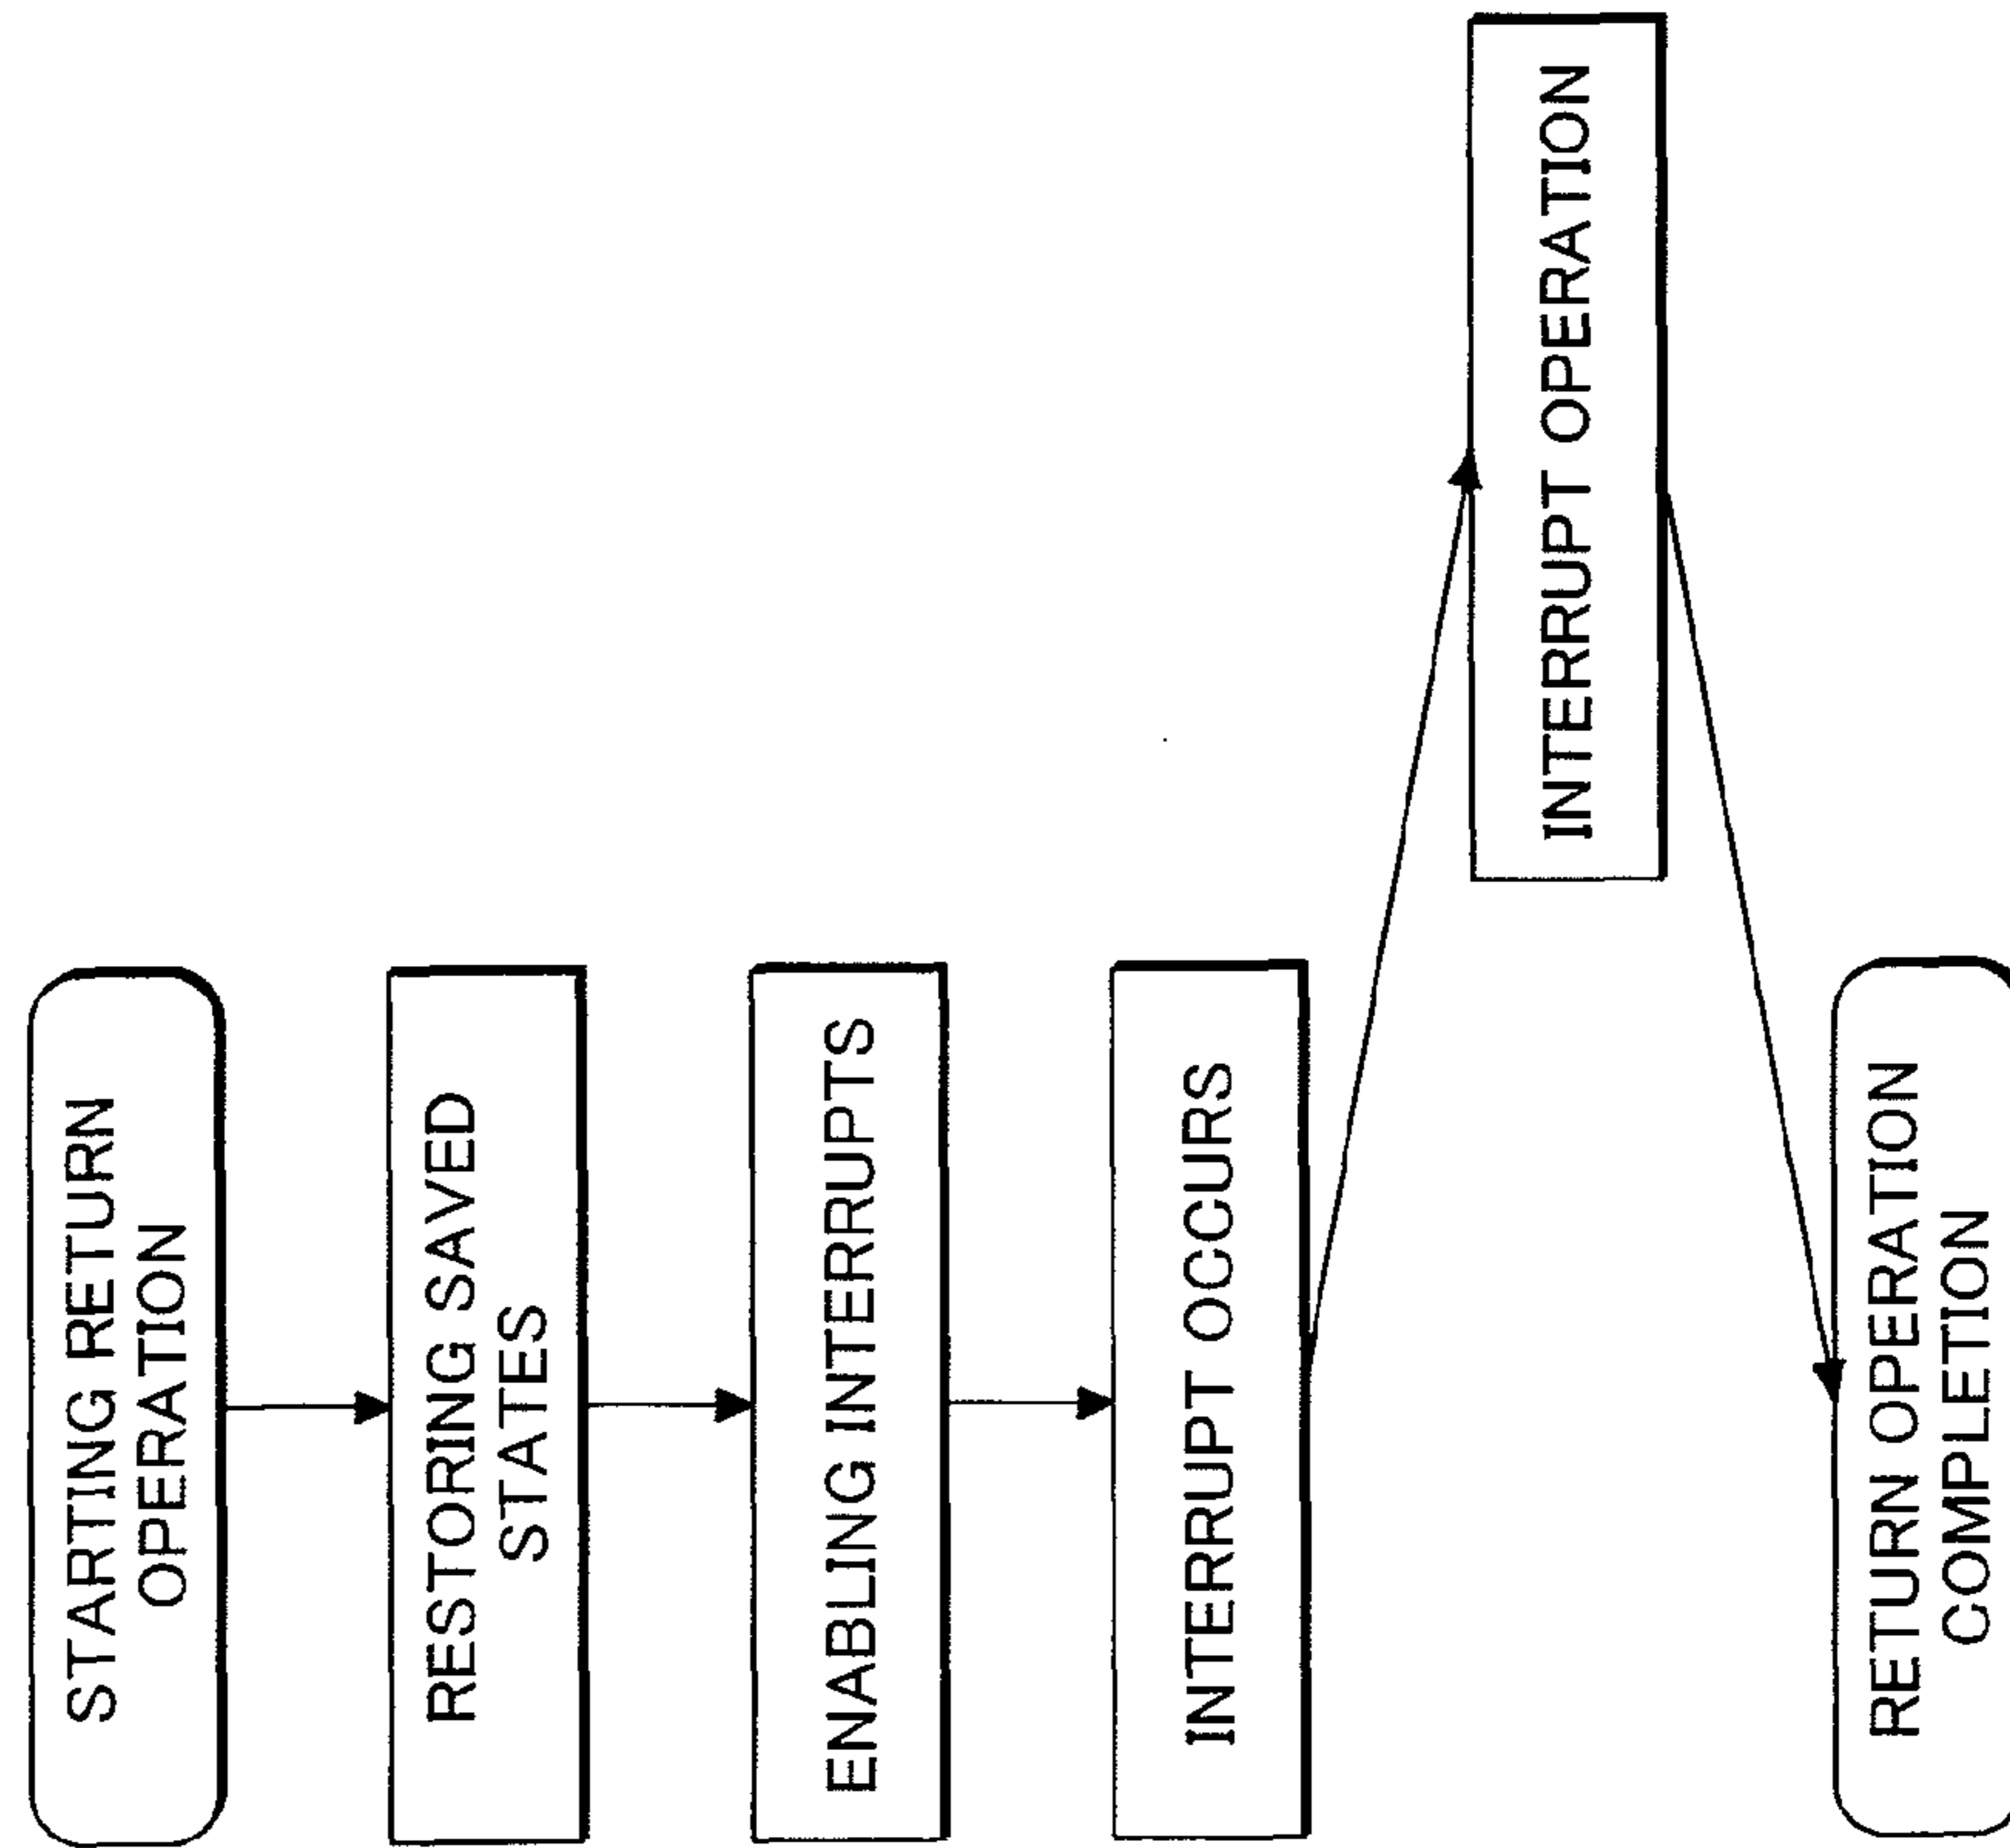 STARTING RETURN
OPERATION
RESTORING SAVED
STATES
ENABLING INTERRUPTS
INTERRUPT OCCURS
INTERRUPT OPERATION
RETURN OPERATION
COMPLETION